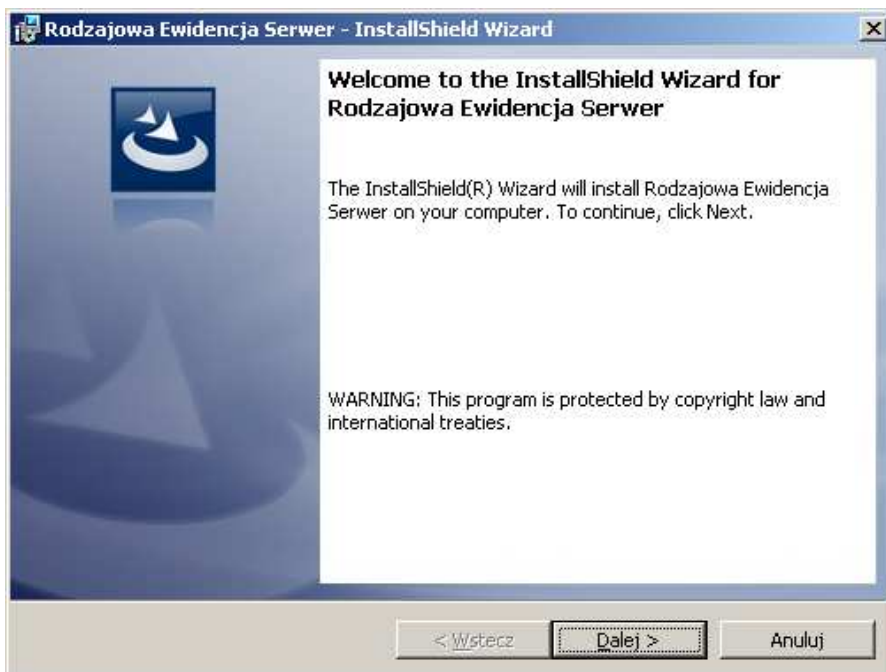 Rodzajowa Ewidencja Serwer - InstallShield Wizard
Welcome to the InstallShield Wizard for
Rodzajowa Ewidencja Serwer
The InstallShield(R) Wizard will install Rodzajowa Ewidencja
Serwer on your computer. To continue, click Next.
WARNING: This program is protected by copyright law and
international treaties.
< Wstecz
Dalej >
Anuluj